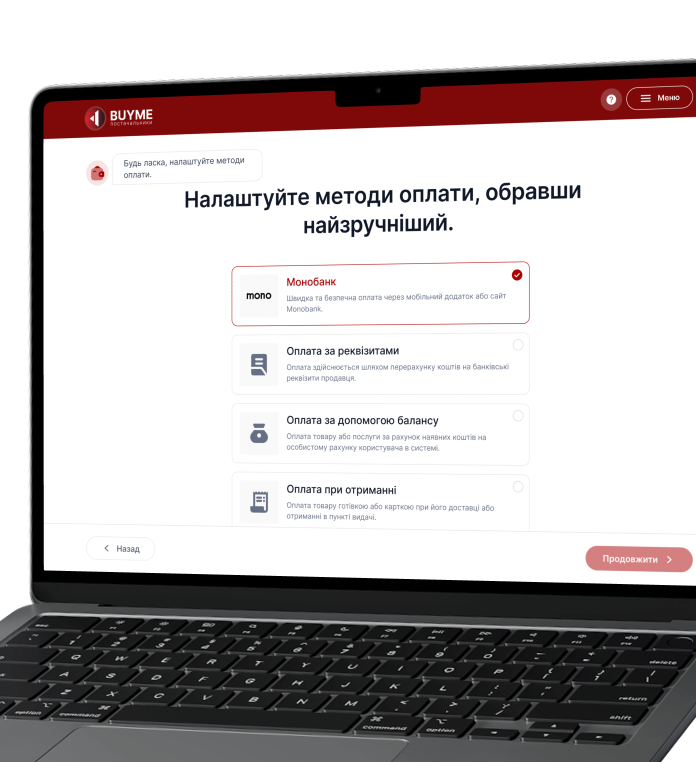 BUYME
ПОСТАЧАЛЬНИКИ
?
Меню
Будь ласка, налаштуйте методи
оплати.
Налаштуйте методи оплати, обравши
найзручніший.
mono
Монобанк
Швидка та безпечна оплата через мобільний додаток або сайт
Monobank.
Оплата за реквізитами
Оплата здійснюється шляхом перерахунку коштів на банківські
реквізити продавця.
Оплата за допомогою балансу
Оплата товару або послуги за рахунок наявних коштів на
особистому рахунку користувача в системі.
Оплата при отриманні
Оплата товару готівкою або карткою при його доставці або
отриманні в пункті видачі.
Назад
Продовжити
Q W E R T Y U I O P
delete
A S D F G H J K L
return
Z X C V B N M
shift
option command
command option